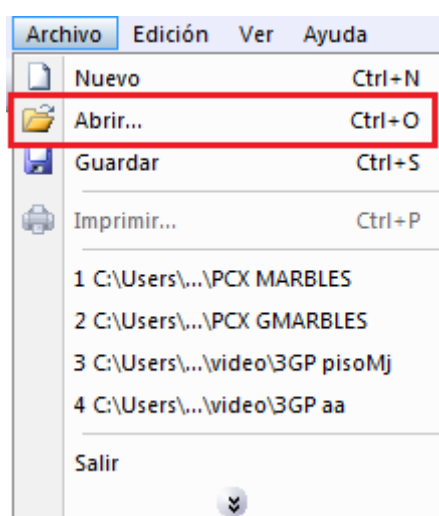 Archivo Edición Ver Ayuda
Nuevo Ctrl+N
Abrir... Ctrl+O
Guardar Ctrl+S
Imprimir... Ctrl+P
1 C:\Users\...\PCX MARBLES
2 C:\Users\...\PCX GMARBLES
3 C:\Users\...\video\3GP pisoMj
4 C:\Users\...\video\3GP aa
Salir